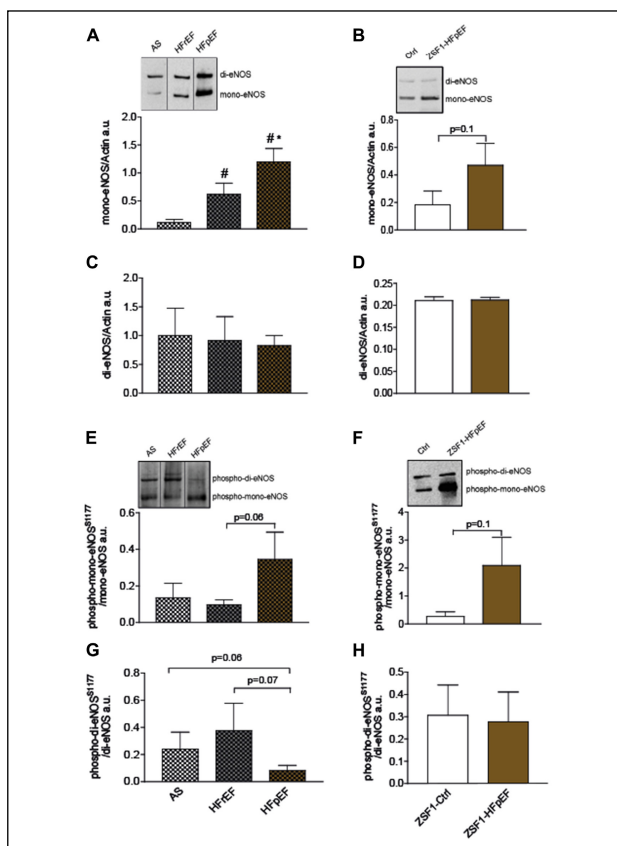 A
AS
HFrEF
HFpEF
di-eNOS
mono-eNOS
mono-eNOS/Actin a.u.
2.0
1.5
1.0
0.5
0.0
#
# *
B
Ctrl
ZSF1-HFpEF
di-eNOS
mono-eNOS
mono-eNOS/Actin a.u.
0.8
0.6
0.4
0.2
0.0
p=0.1
C
di-eNOS/Actin a.u.
2.0
1.5
1.0
0.5
0.0
D
di-eNOS/Actin a.u.
0.25
0.20
0.15
0.10
0.05
0.00
E
AS
HFrEF
HFpEF
phospho-di-eNOS
phospho-mono-eNOS
phospho-mono-eNOS^S1177
/mono-eNOS a.u.
0.6
0.4
0.2
0.0
p=0.06
F
Ctrl
ZSF1-HFpEF
phospho-di-eNOS
phospho-mono-eNOS
phospho-mono-eNOS^S1177
/mono-eNOS a.u.
4
3
2
1
0
p=0.1
G
phospho-di-eNOS^S1177
/di-eNOS a.u.
0.8
0.6
0.4
0.2
0.0
p=0.06
p=0.07
AS
HFrEF
HFpEF
H
phospho-di-eNOS^S1177
/di-eNOS a.u.
0.5
0.4
0.3
0.2
0.1
0.0
ZSF1-Ctrl
ZSF1-HFpEF